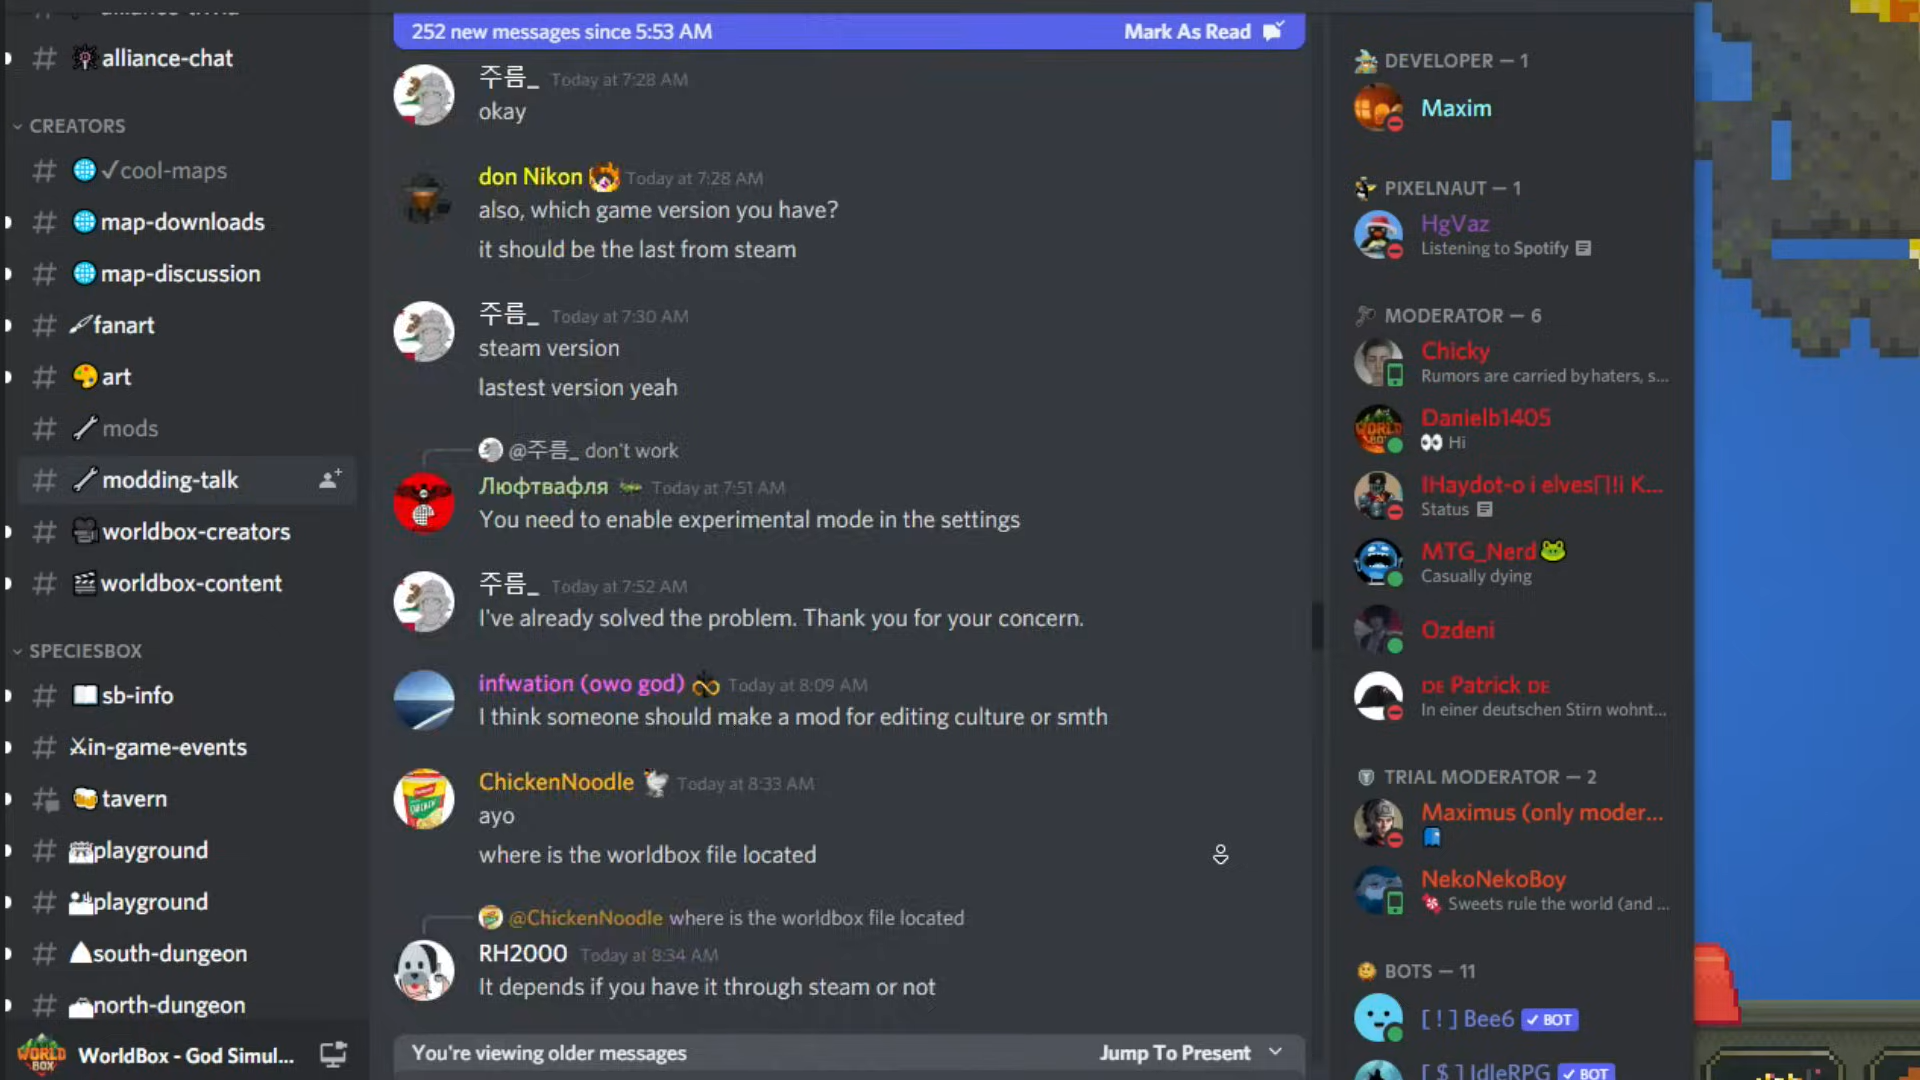 alliance-chat
CREATORS
✓cool-maps
map-downloads
map-discussion
fanart
art
mods
modding-talk
worldbox-creators
worldbox-content
SPECIESBOX
sb-info
in-game-events
tavern
playground
playground
south-dungeon
north-dungeon
WORLD BOX
WorldBox - God Simul...
252 new messages since 5:53 AM
Mark As Read
주름_ Today at 7:28 AM
okay
don Nikon Today at 7:28 AM
also, which game version you have?
it should be the last from steam
주름_ Today at 7:30 AM
steam version
lastest version yeah
@주름_ don't work
Люфтвафля Today at 7:51 AM
You need to enable experimental mode in the settings
주름_ Today at 7:52 AM
I've already solved the problem. Thank you for your concern.
infwation (owo god) Today at 8:09 AM
I think someone should make a mod for editing culture or smth
ChickenNoodle Today at 8:33 AM
ayo
where is the worldbox file located
@ChickenNoodle where is the worldbox file located
RH2000 Today at 8:34 AM
It depends if you have it through steam or not
You're viewing older messages
Jump To Present
DEVELOPER — 1
Maxim
PIXELNAUT — 1
HgVaz
Listening to Spotify
MODERATOR — 6
Chicky
Rumors are carried by haters, s...
Danielb1405
Hi
IHaydot-o i elves∏!i K...
Status
MTG_Nerd
Casually dying
Ozdeni
DE Patrick DE
In einer deutschen Stirn wohnt...
TRIAL MODERATOR — 2
Maximus (only moder...
NekoNekoBoy
Sweets rule the world (and ...
BOTS — 11
[ ! ] Bee6 ✓ BOT
[ $ ] IdleRPG ✓ BOT